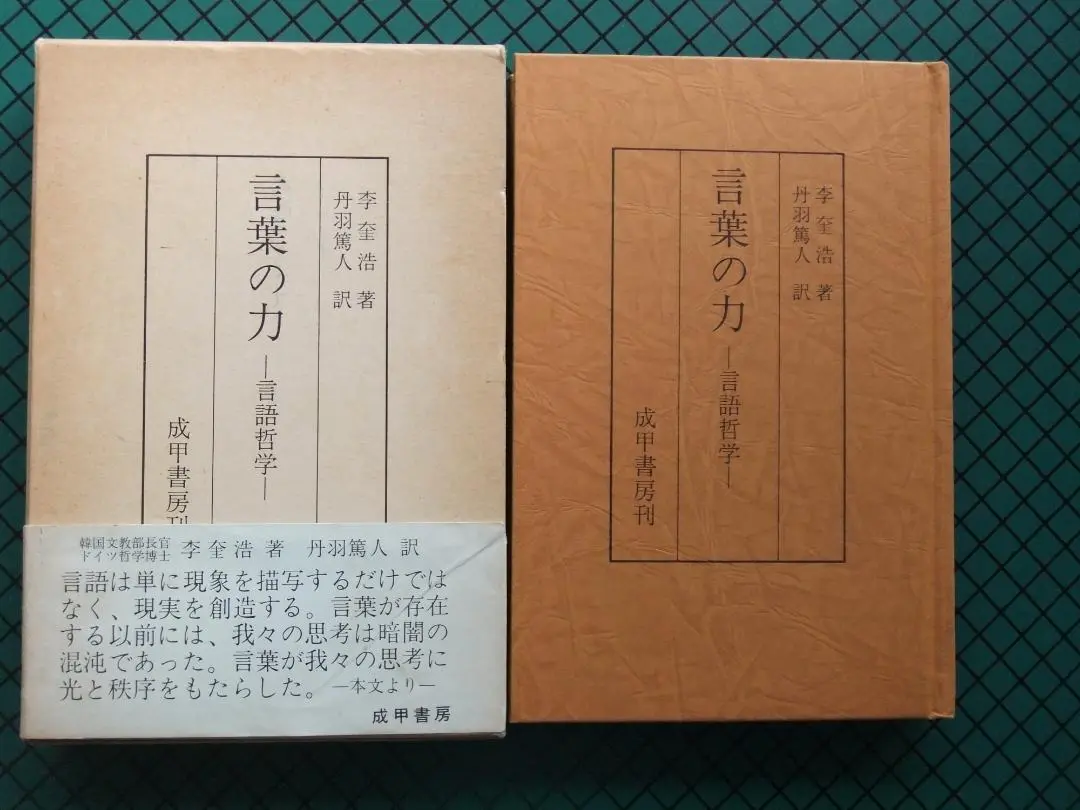 李奎浩 著
丹羽篤人 訳
言葉の力
―言語哲学―
成甲書房刊
韓国文教部長官
ドイツ哲学博士
李奎浩 著 丹羽篤人 訳
言語は単に現象を描写するだけでは
なく、現実を創造する。言葉が存在
する以前には、我々の思考は暗闇の
混沌であった。言葉が我々の思考に
光と秩序をもたらした。―本文より―
成甲書房
李奎浩 著
丹羽篤人 訳
言葉の力
―言語哲学―
成甲書房刊